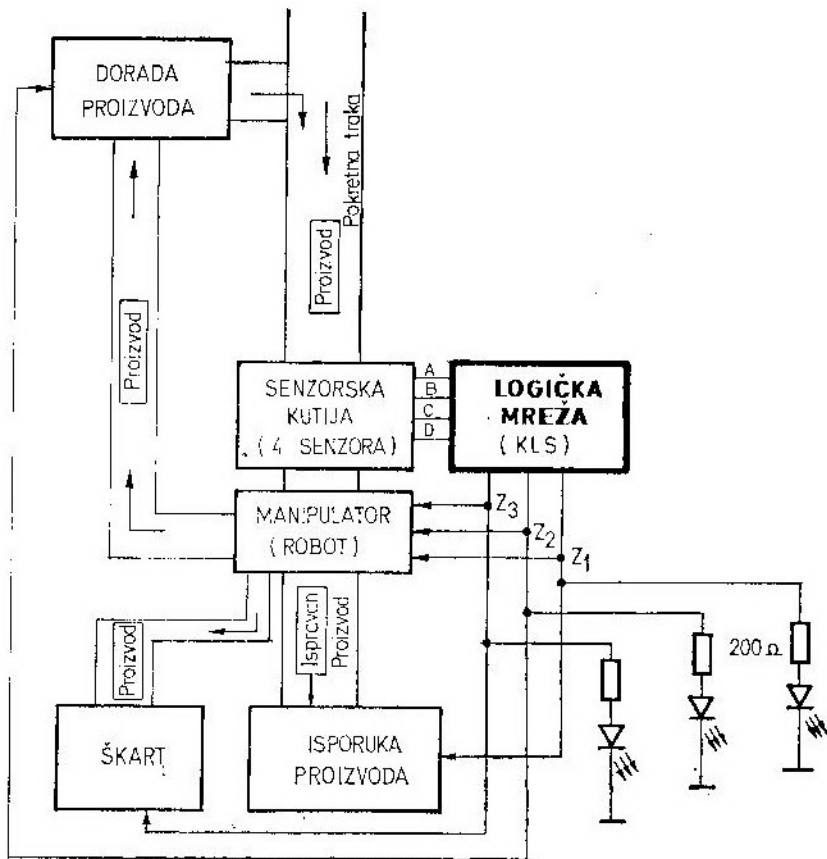 DORADA
PROIZVODA
Pokretna traka
Proizvod
Proizvod
SENZORSKA
KUTIJA
(4 SENZORA)
A
B
C
D
LOGIČKA
MREŽA
(KLS)
MANIPULATOR
(ROBOT)
Z3
Z2
Z1
Proizvod
Proizvod
200 Ω
ŠKART
ISPORUKA
PROIZVODA